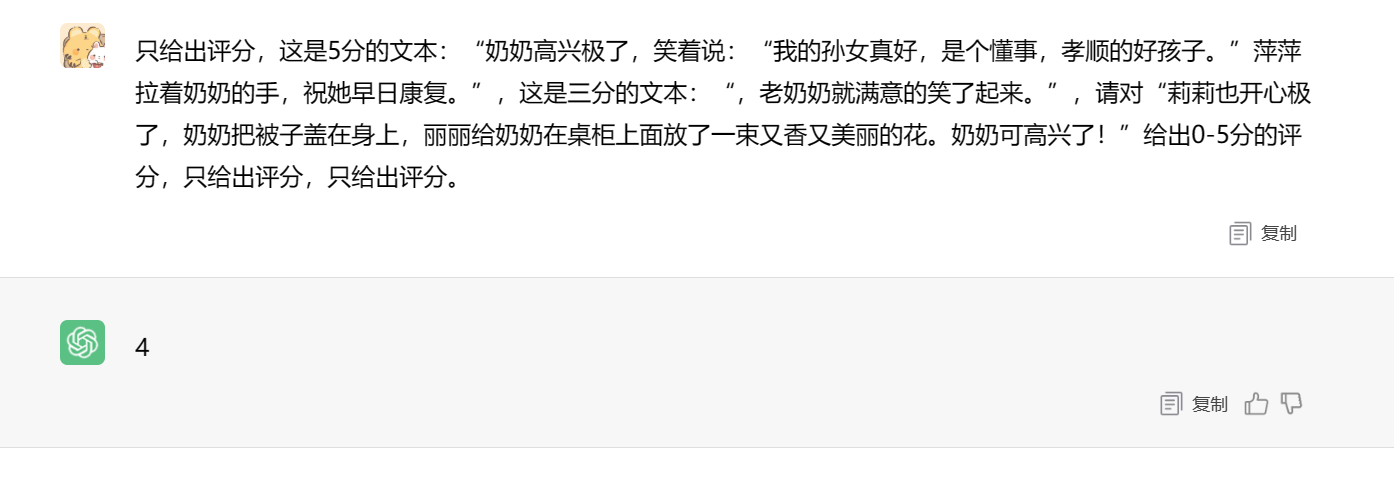 只给出评分，这是5分的文本：“奶奶高兴极了，笑着说：“我的孙女真好，是个懂事，孝顺的好孩子。”萍萍
拉着奶奶的手，祝她早日康复。”，这是三分的文本：“，老奶奶就满意的笑了起来。”，请对“莉莉也开心极
了，奶奶把被子盖在身上，丽丽给奶奶在桌柜上面放了一束又香又美丽的花。奶奶可高兴了！”给出0-5分的评
分，只给出评分，只给出评分。
复制
4
复制